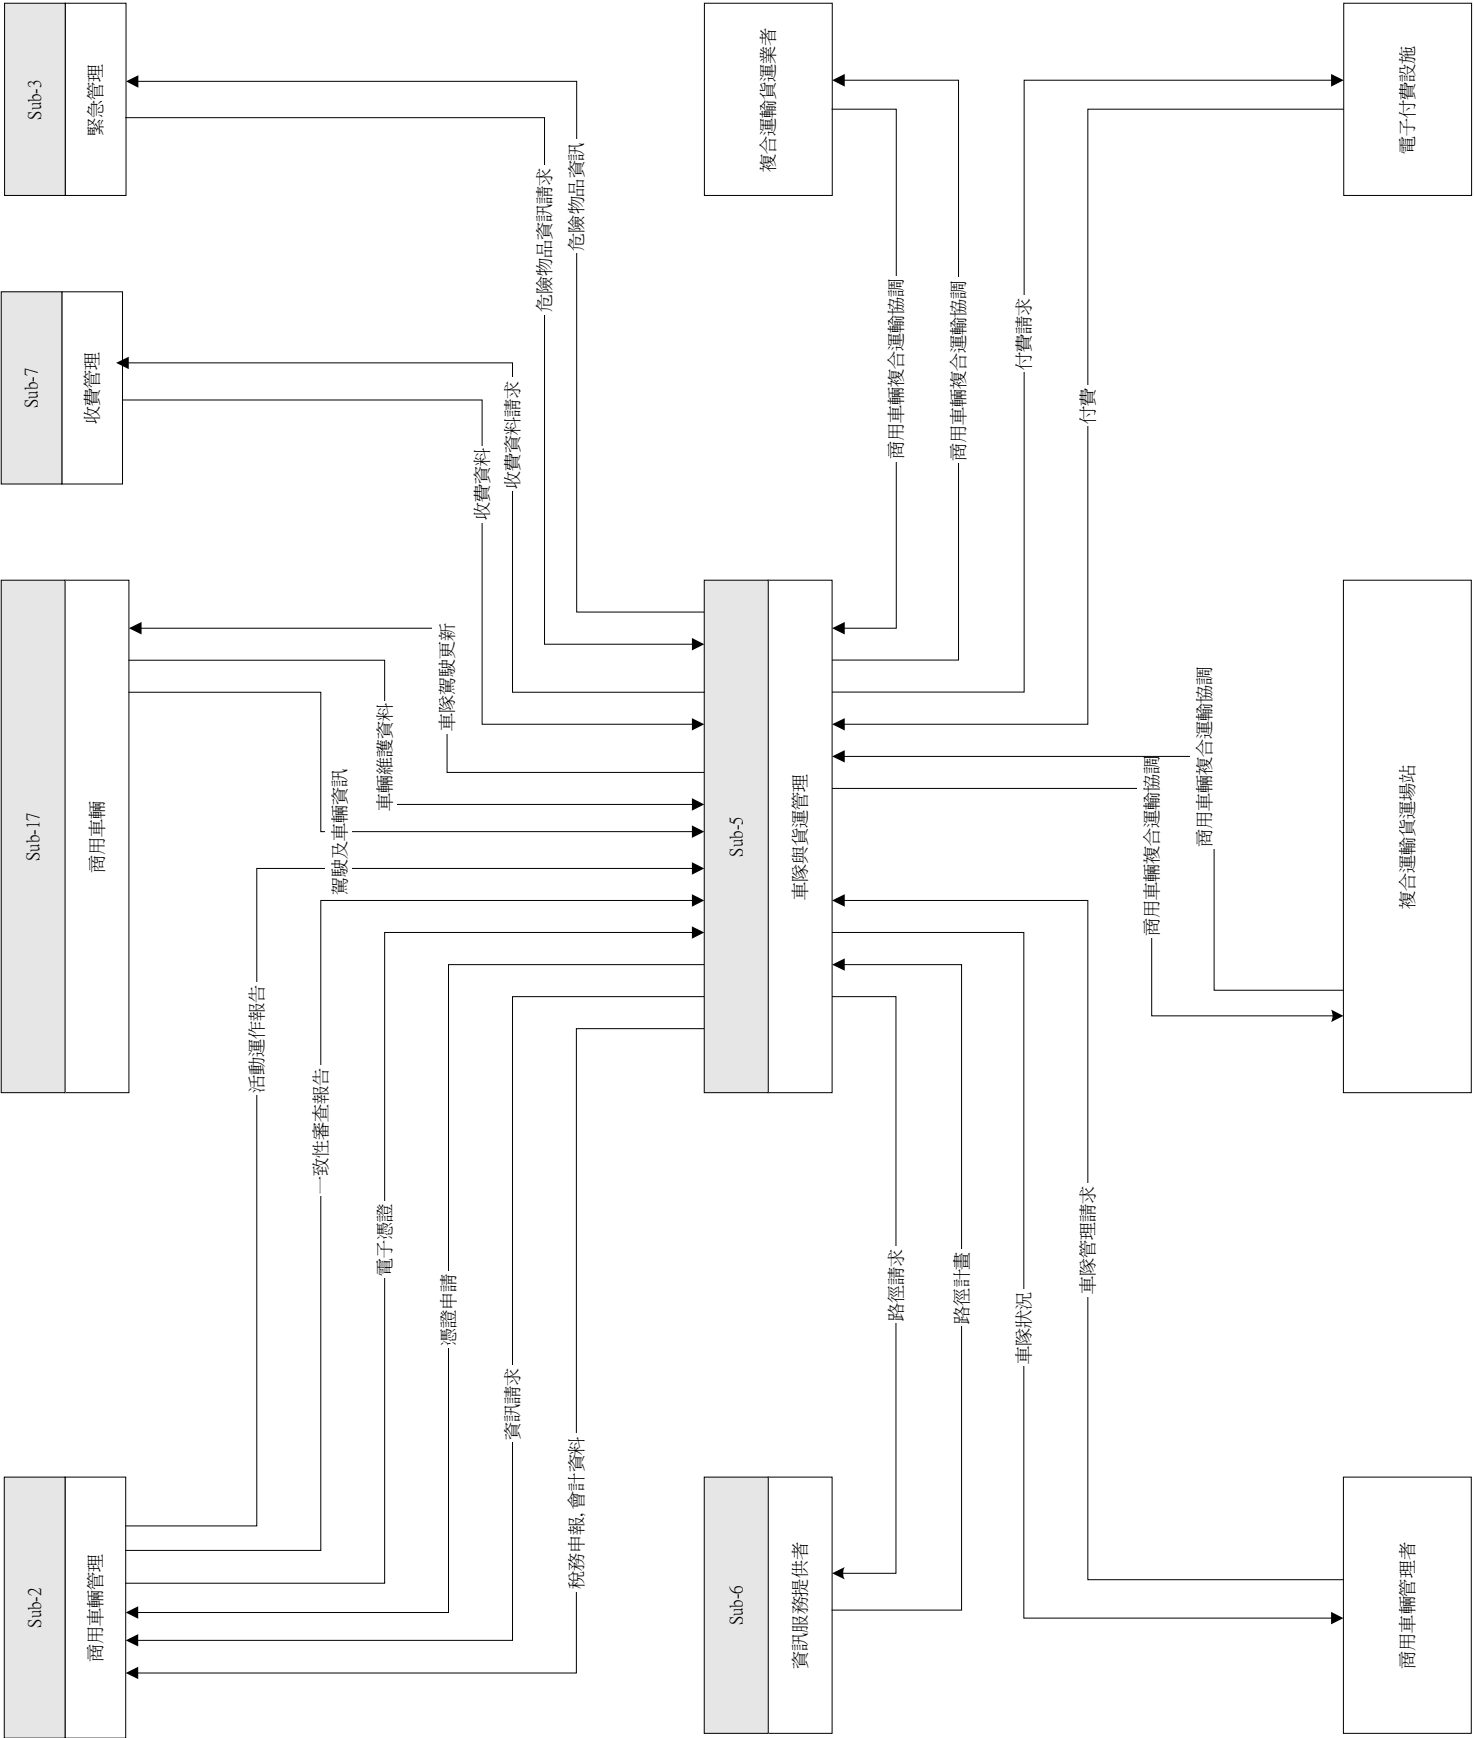 Sub-2
商用車輛管理
Sub-17
商用車輛
Sub-7
收費管理
Sub-3
緊急管理
活動運作報告
一致性審查報告
電子憑證
憑證申請
資訊請求
稅務申報, 會計資料
駕駛及車輛資訊
車輛維護資料
車隊駕駛更新
收費資料
收費資料請求
危險物品資訊請求
危險物品資訊
Sub-6
資訊服務提供者
Sub-5
車隊與貨運管理
複合運輸貨運業者
路徑請求
路徑計畫
車隊狀況
車隊管理請求
商用車輛複合運輸協調
商用車輛複合運輸協調
商用車輛複合運輸協調
商用車輛複合運輸協調
付費請求
付費
商用車輛管理者
複合運輸貨運場站
電子付費設施